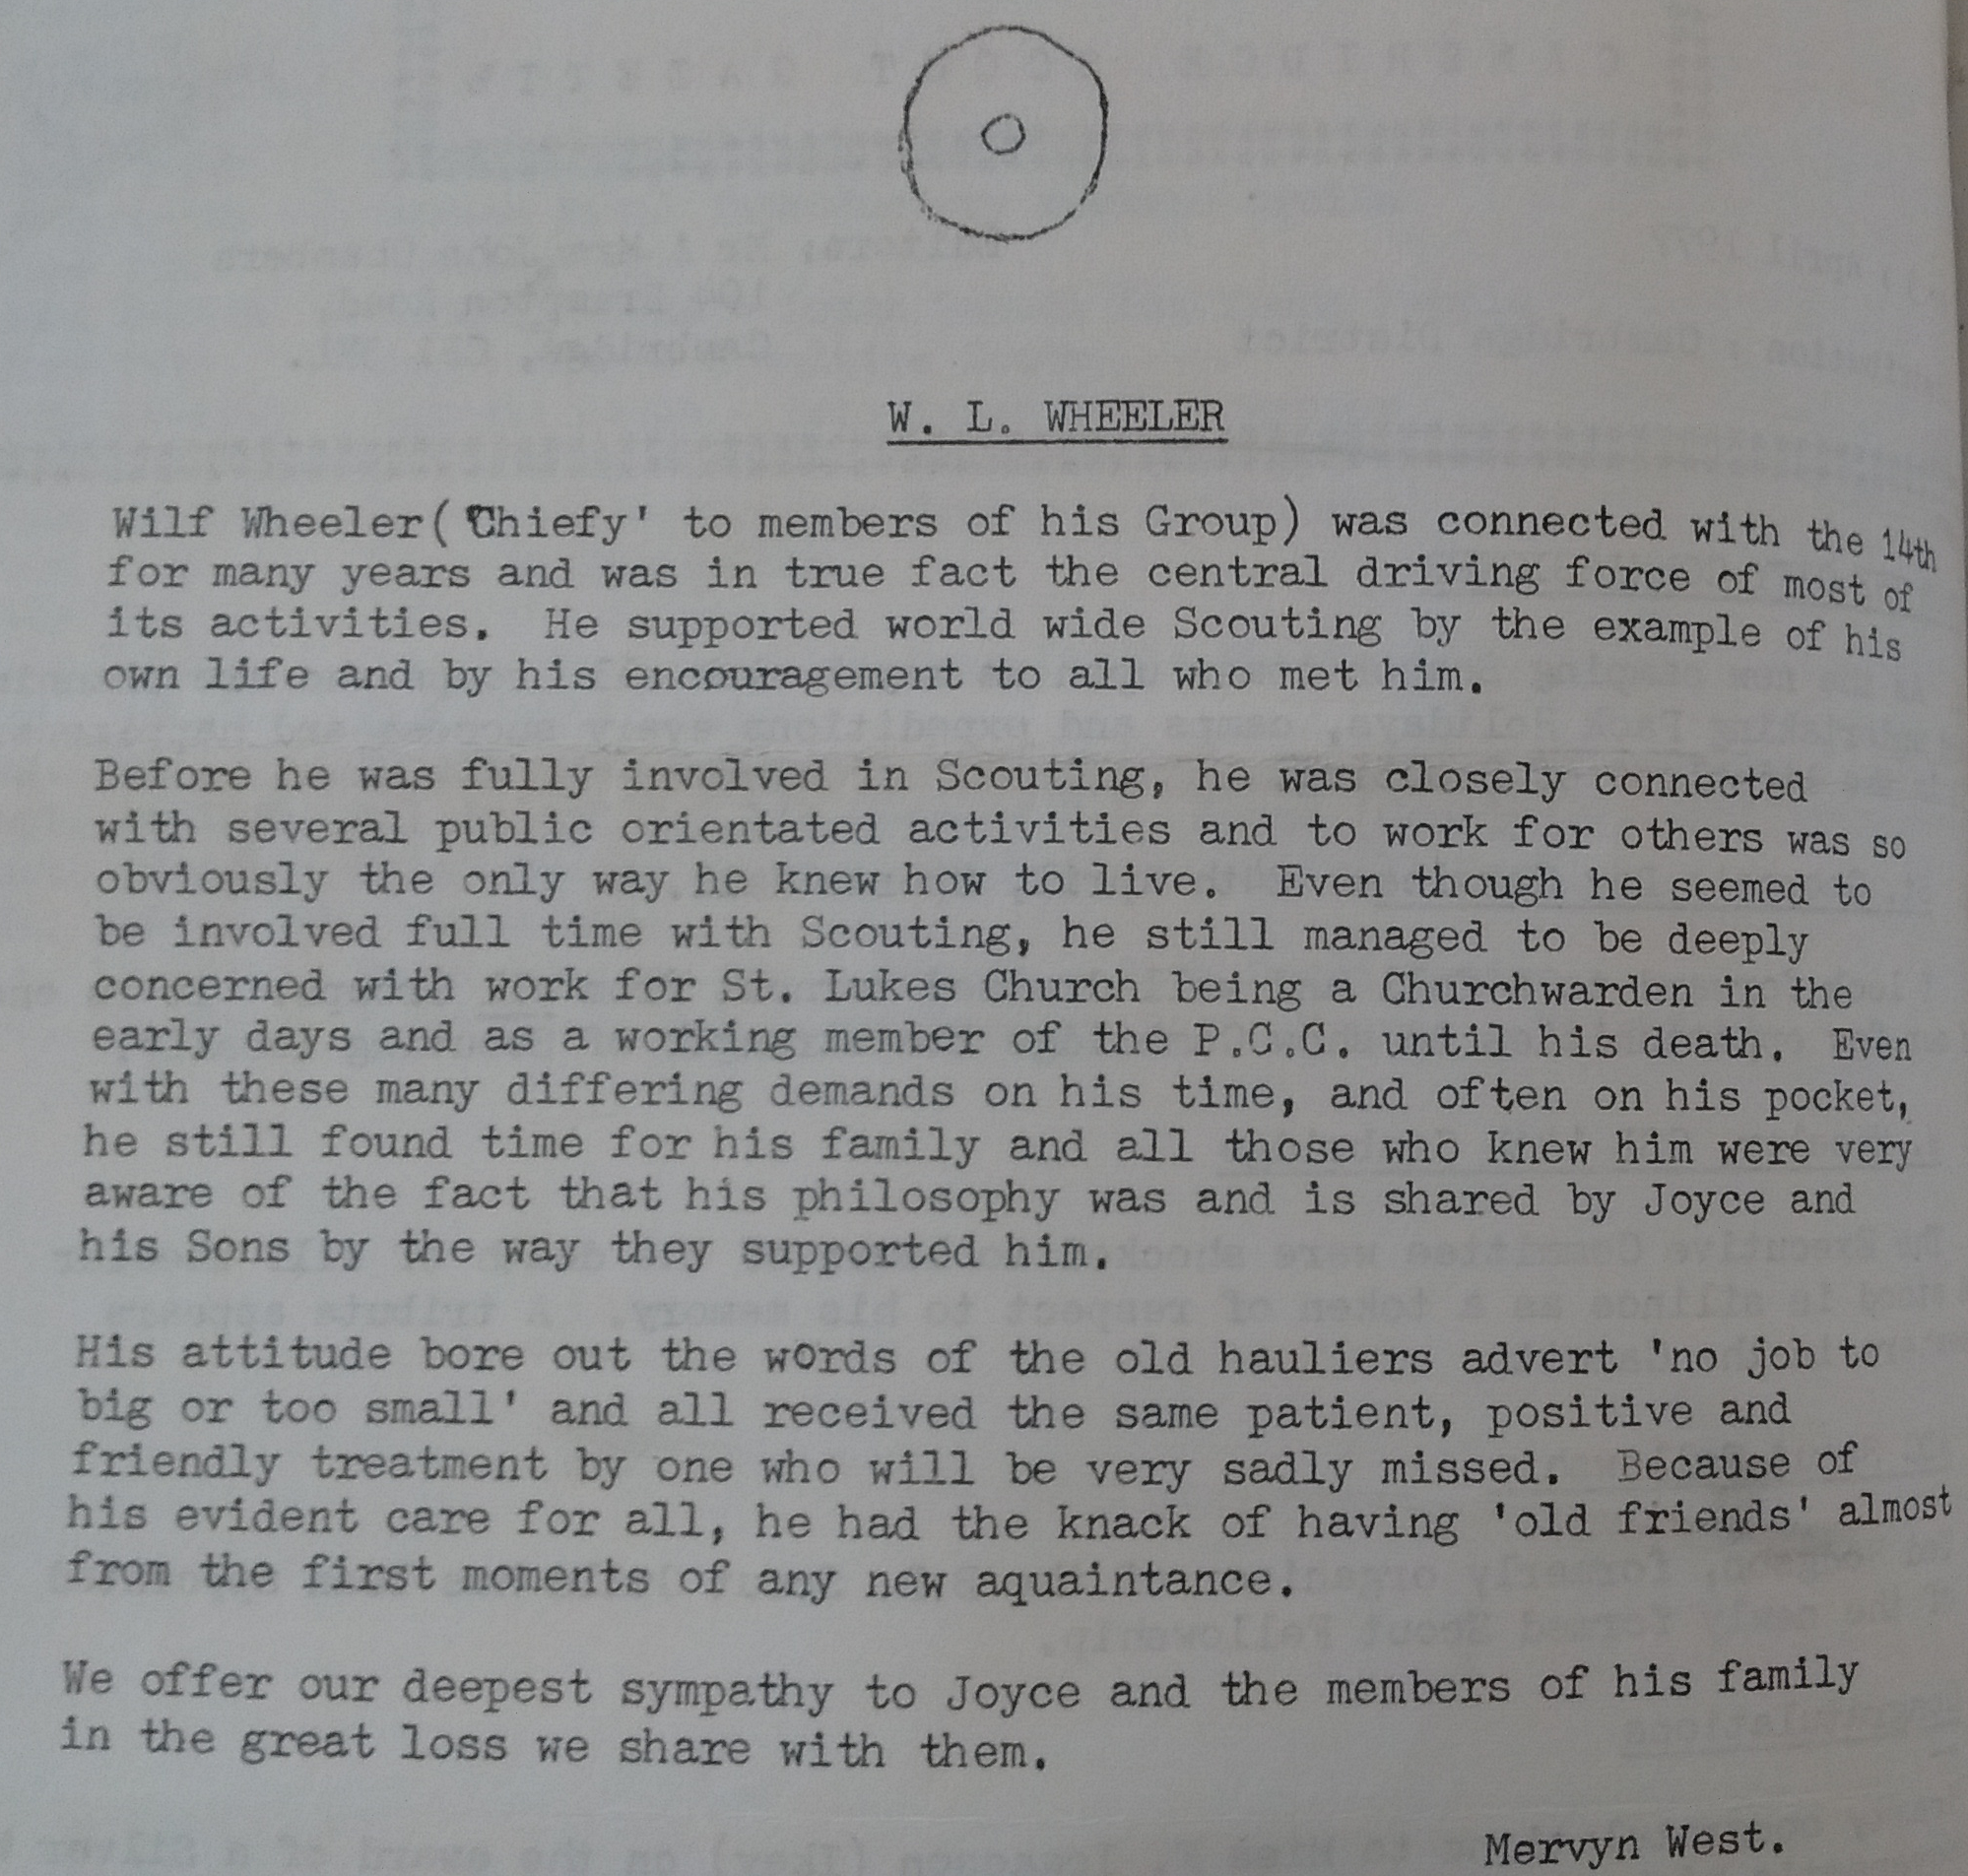 W. L. WHEELER
Wilf Wheeler( 'Chiefy' to members of his Group) was connected with the 14th
for many years and was in true fact the central driving force of most of
its activities. He supported world wide Scouting by the example of his
own life and by his encouragement to all who met him.
Before he was fully involved in Scouting, he was closely connected
with several public orientated activities and to work for others was so
obviously the only way he knew how to live. Even though he seemed to
be involved full time with Scouting, he still managed to be deeply
concerned with work for St. Lukes Church being a Churchwarden in the
early days and as a working member of the P.C.C. until his death. Even
with these many differing demands on his time, and often on his pocket,
he still found time for his family and all those who knew him were very
aware of the fact that his philosophy was and is shared by Joyce and
his Sons by the way they supported him.
His attitude bore out the words of the old hauliers advert 'no job to
big or too small' and all received the same patient, positive and
friendly treatment by one who will be very sadly missed. Because of
his evident care for all, he had the knack of having 'old friends' almost
from the first moments of any new aquaintance.
We offer our deepest sympathy to Joyce and the members of his family
in the great loss we share with them.
Mervyn West.